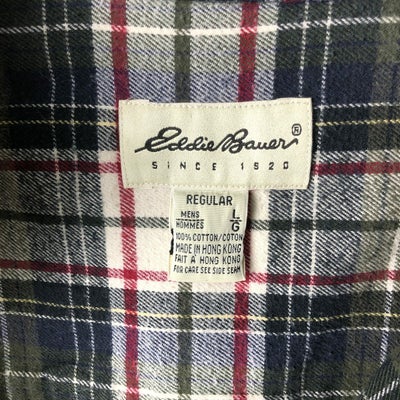 Eddie Bauer®
SINCE 1920
REGULAR
MENS L
HOMMES G
100% COTTON/COTON
MADE IN HONG KONG
FAIT À HONG KONG
FOR CARE SEE SIDE SEAM